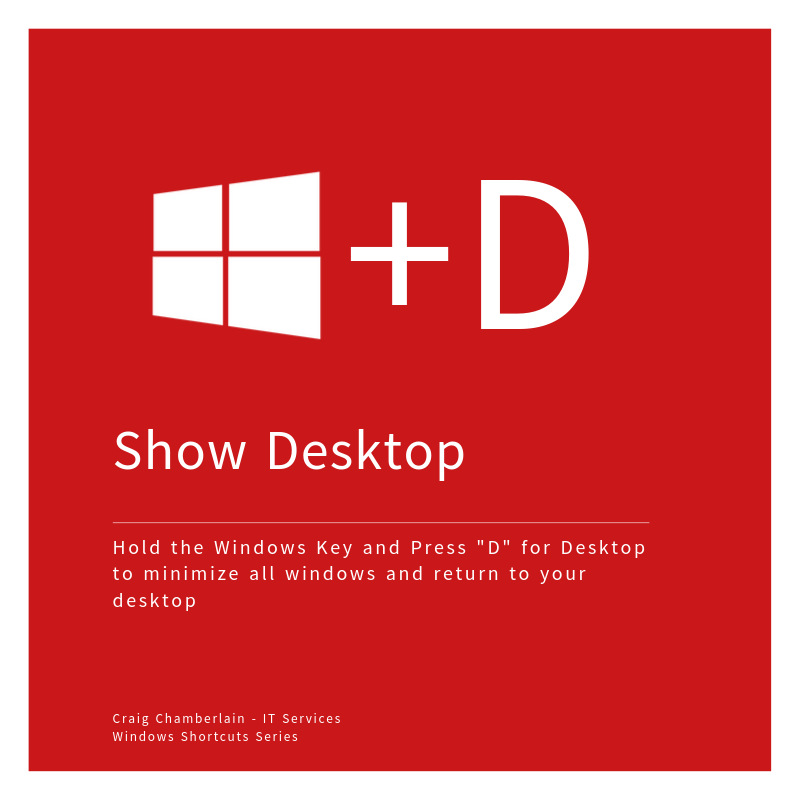 +D
Show Desktop
Hold the Windows Key and Press "D" for Desktop
to minimize all windows and return to your
desktop
Craig Chamberlain - IT Services
Windows Shortcuts Series